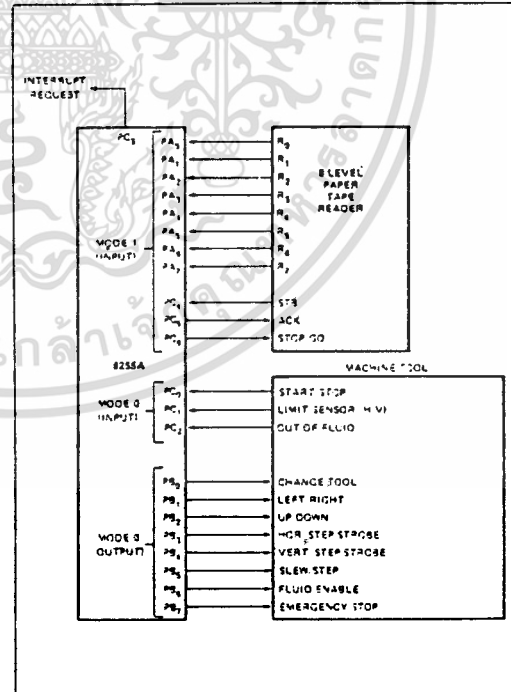 INTERRUPT
REQUEST
PC3
MODE 1
(INPUT)
PA0
PA1
PA2
PA3
PA4
PA5
PA6
PA7
PC4
PC5
PC6
R0
R1
R2
R3
R4
R5
R6
R7
8 LEVEL
PAPER
TAPE
READER
STB
ACK
STOP/GO
8255A
MACHINE TOOL
MODE 0
(INPUT)
PC0
PC1
PC2
START/STOP
LIMIT SENSOR (H/V)
OUT OF FLUID
MODE 0
(OUTPUT)
PB0
PB1
PB2
PB3
PB4
PB5
PB6
PB7
CHANGE TOOL
LEFT/RIGHT
UP/DOWN
HOR. STEP STROBE
VERT. STEP STROBE
SLEW/STEP
FLUID ENABLE
EMERGENCY STOP